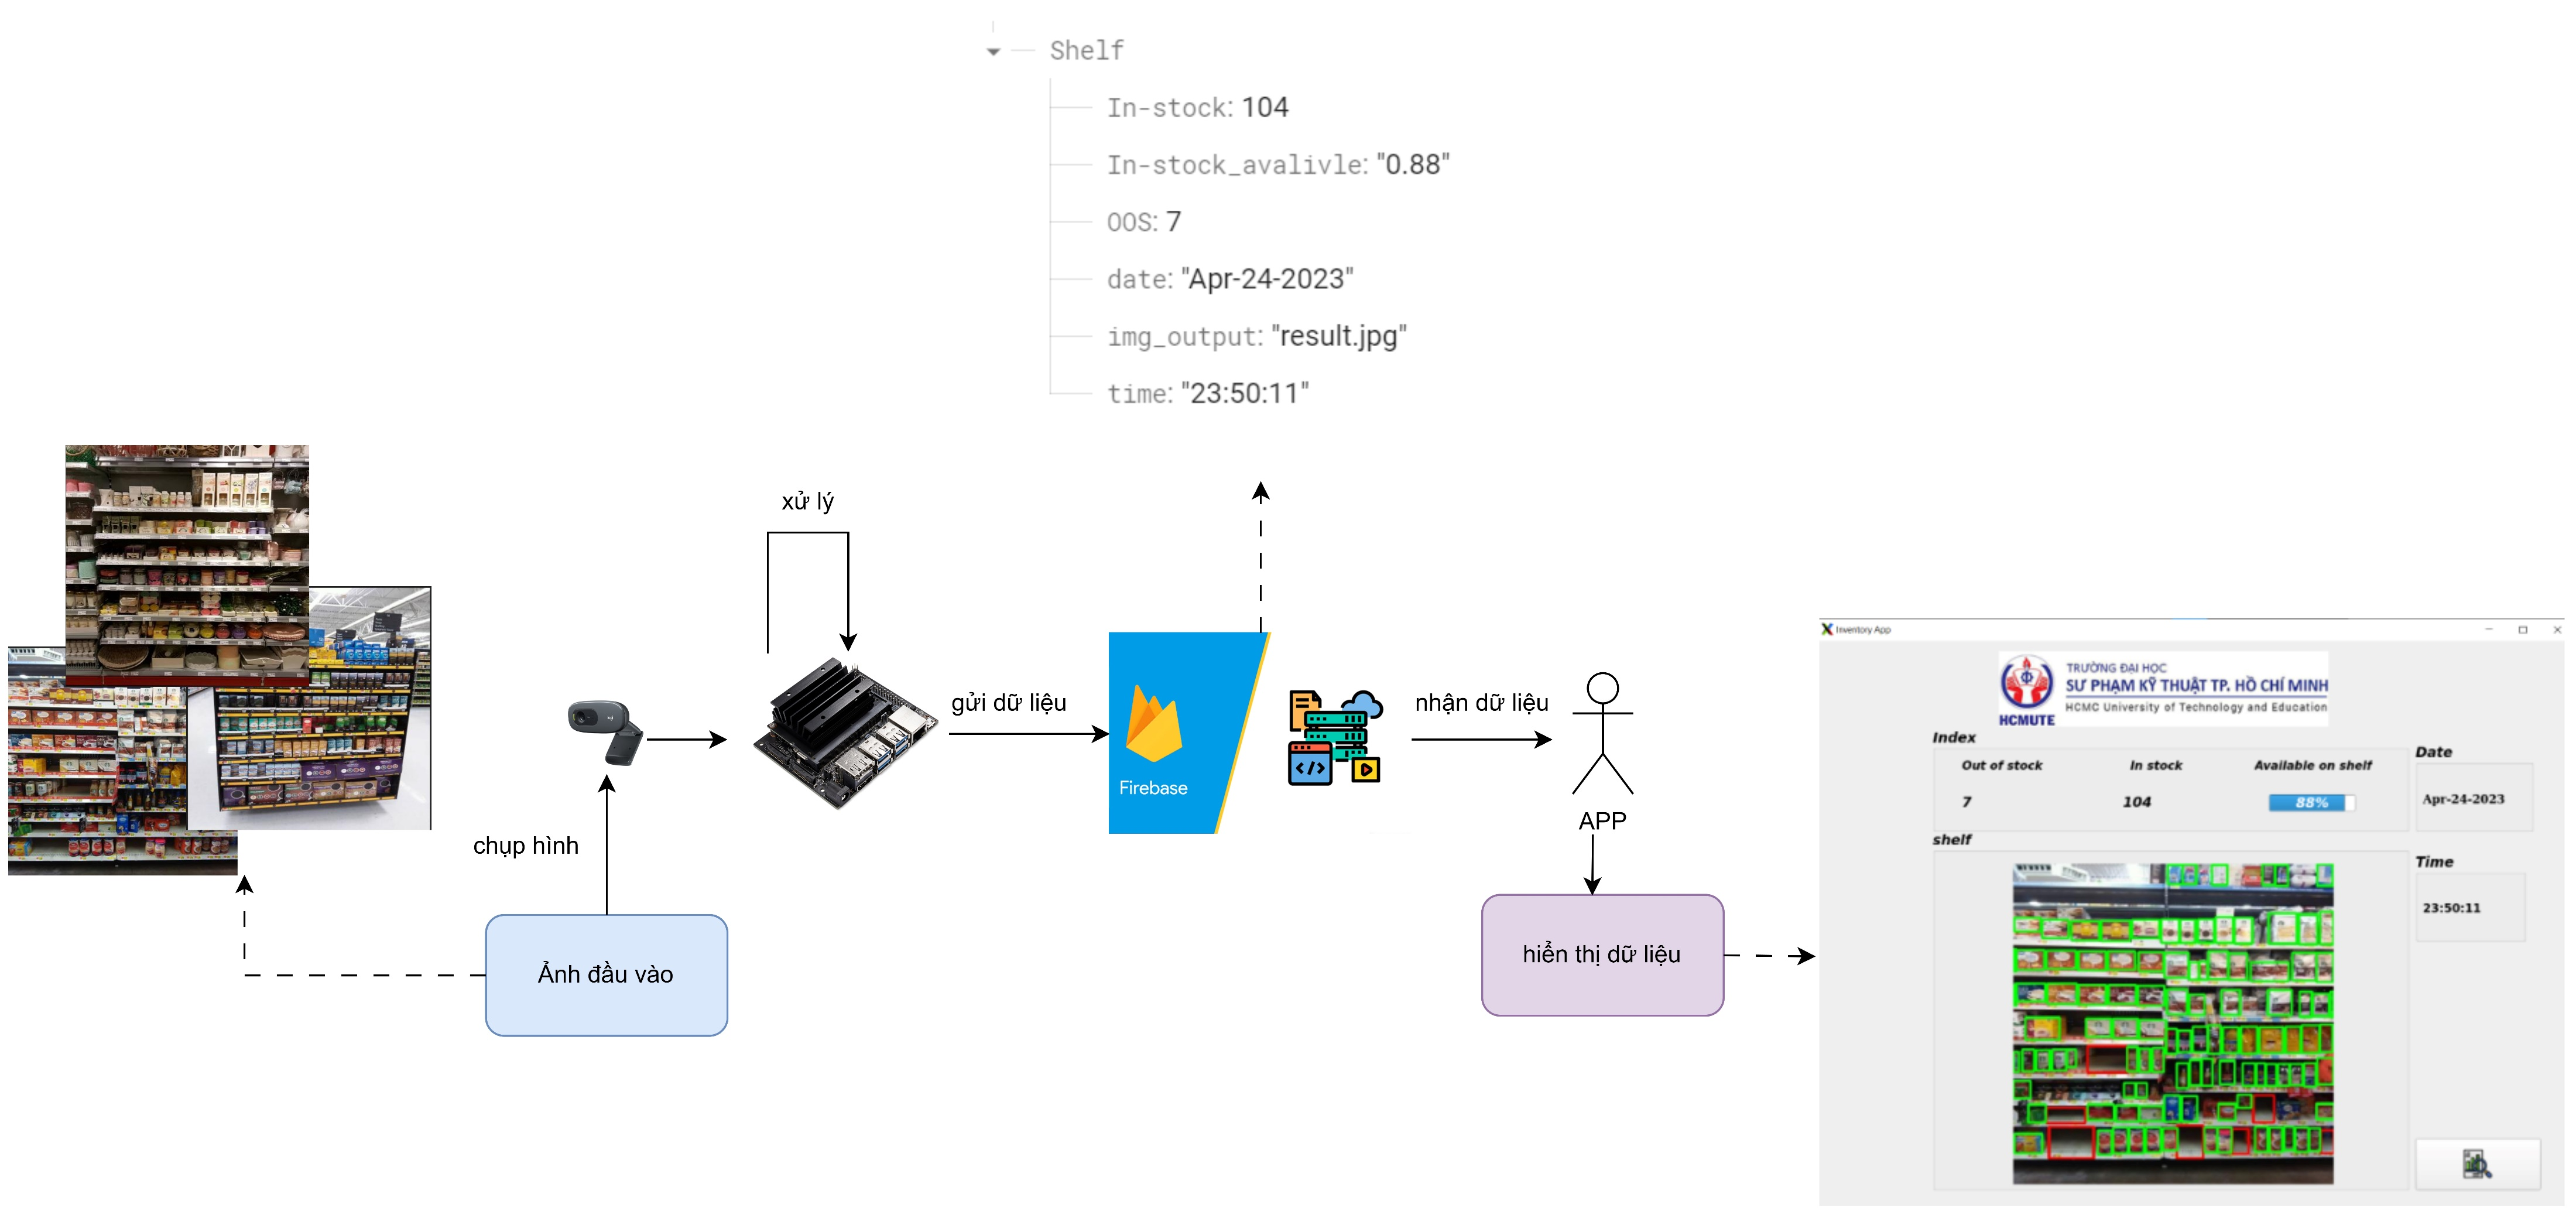 Shelf
In-stock: 104
In-stock_avalivle: "0.88"
OOS: 7
date: "Apr-24-2023"
img_output: "result.jpg"
time: "23:50:11"
xử lý
gửi dữ liệu
Firebase
nhận dữ liệu
APP
chụp hình
Ảnh đầu vào
hiển thị dữ liệu
Inventory App
TRƯỜNG ĐẠI HỌC
SƯ PHẠM KỸ THUẬT TP. HỒ CHÍ MINH
HCMC University of Technology and Education
HCMUTE
Index
Out of stock In stock Available on shelf
7 104 88%
Date
Apr-24-2023
shelf
Time
23:50:11